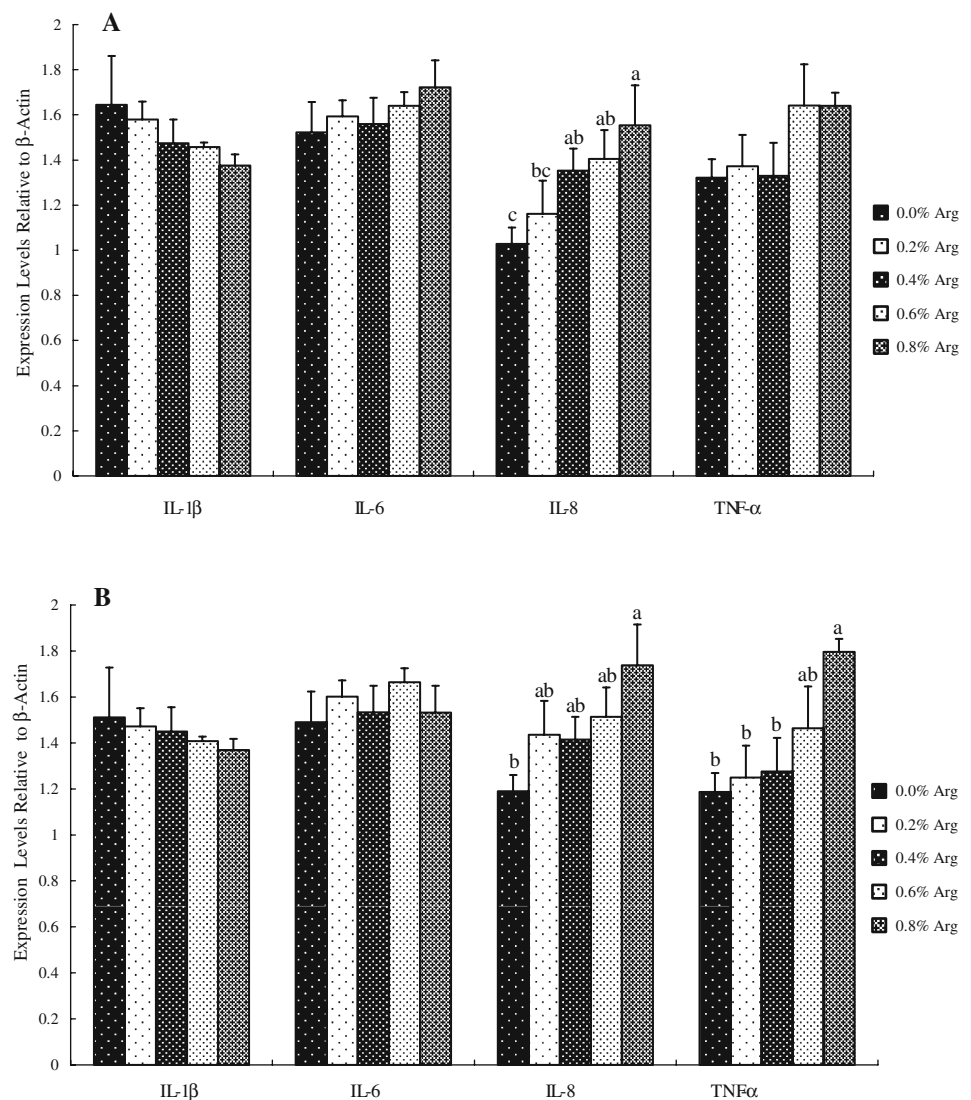 A
Expression Levels Relative to β-Actin
2
1.8
1.6
1.4
1.2
1
0.8
0.6
0.4
0.2
0
c
bc
ab
ab
a
IL-1β
IL-6
IL-8
TNF-α
0.0% Arg
0.2% Arg
0.4% Arg
0.6% Arg
0.8% Arg
B
Expression Levels Relative to β-Actin
2
1.8
1.6
1.4
1.2
1
0.8
0.6
0.4
0.2
0
b
ab
ab
ab
a
b
b
b
ab
a
IL-1β
IL-6
IL-8
TNF-α
0.0% Arg
0.2% Arg
0.4% Arg
0.6% Arg
0.8% Arg